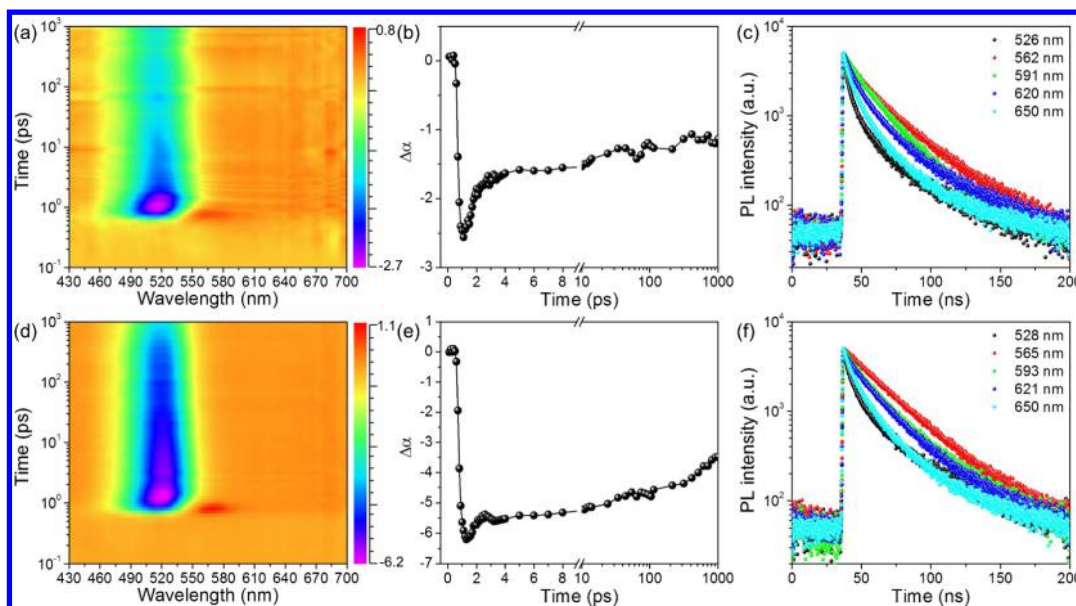 (a)
Time (ps)
10³
10²
10¹
10⁰
10⁻¹
430 460 490 520 550 580 610 640 670 700
Wavelength (nm)
0.8
-2.7
(b)
Δα
0
-1
-2
-3
0 2 4 6 8 10 100 1000
Time (ps)
(c)
PL intensity (a.u.)
10⁴
10³
10²
526 nm
562 nm
591 nm
620 nm
650 nm
0 50 100 150 200
Time (ns)
(d)
Time (ps)
10³
10²
10¹
10⁰
10⁻¹
430 460 490 520 550 580 610 640 670 700
Wavelength (nm)
1.1
-6.2
(e)
Δα
1
0
-1
-2
-3
-4
-5
-6
-7
0 2 4 6 8 10 100 1000
Time (ps)
(f)
PL intensity (a.u.)
10⁴
10³
10²
528 nm
565 nm
593 nm
621 nm
650 nm
0 50 100 150 200
Time (ns)